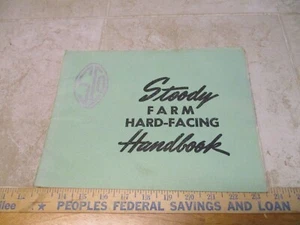 Stoody
FARM
HARD-FACING
Handbook
PEOPLES FEDERAL SAVINGS AND LOAN